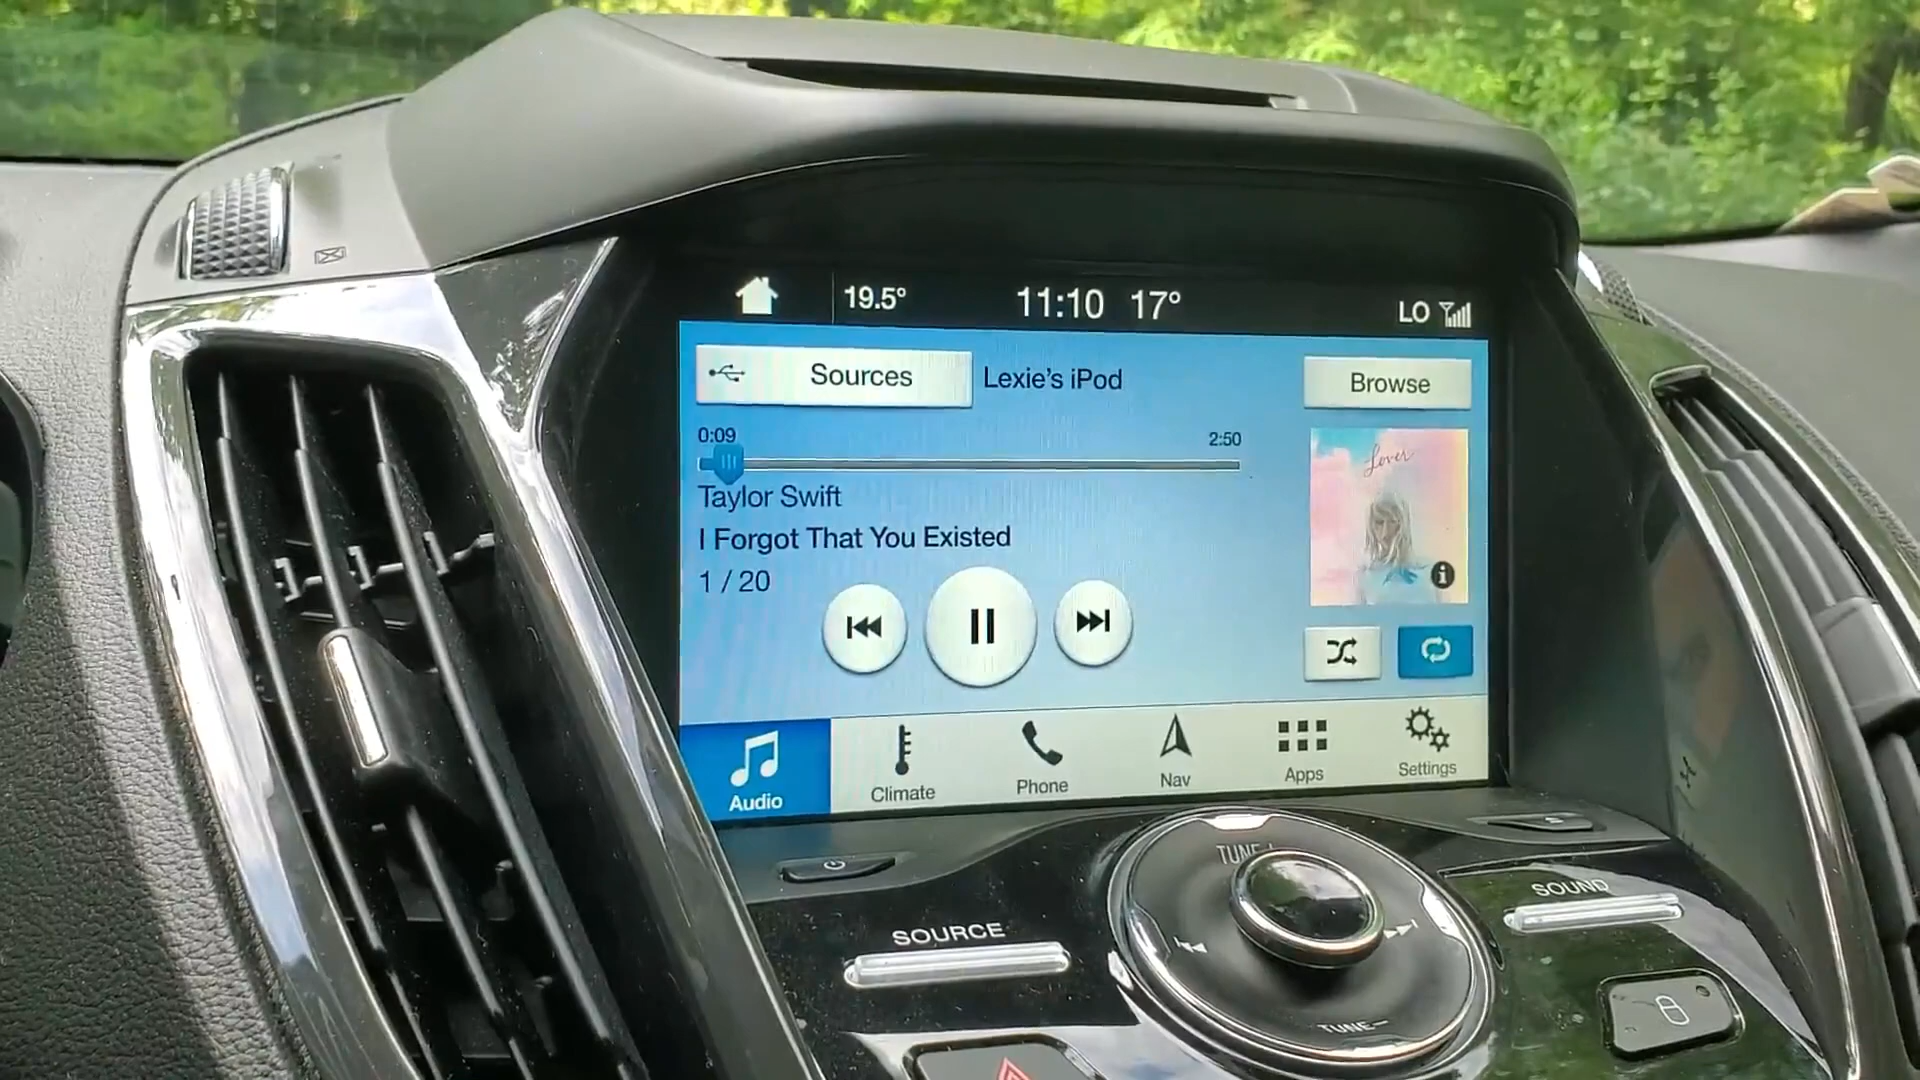 19.5° 11:10 17° LO
Sources Lexie's iPod Browse
0:09 2:50
Lover
Taylor Swift
I Forgot That You Existed
1 / 20
Audio Climate Phone Nav Apps Settings
TUNE+
SOUND
SOURCE
TUNE−